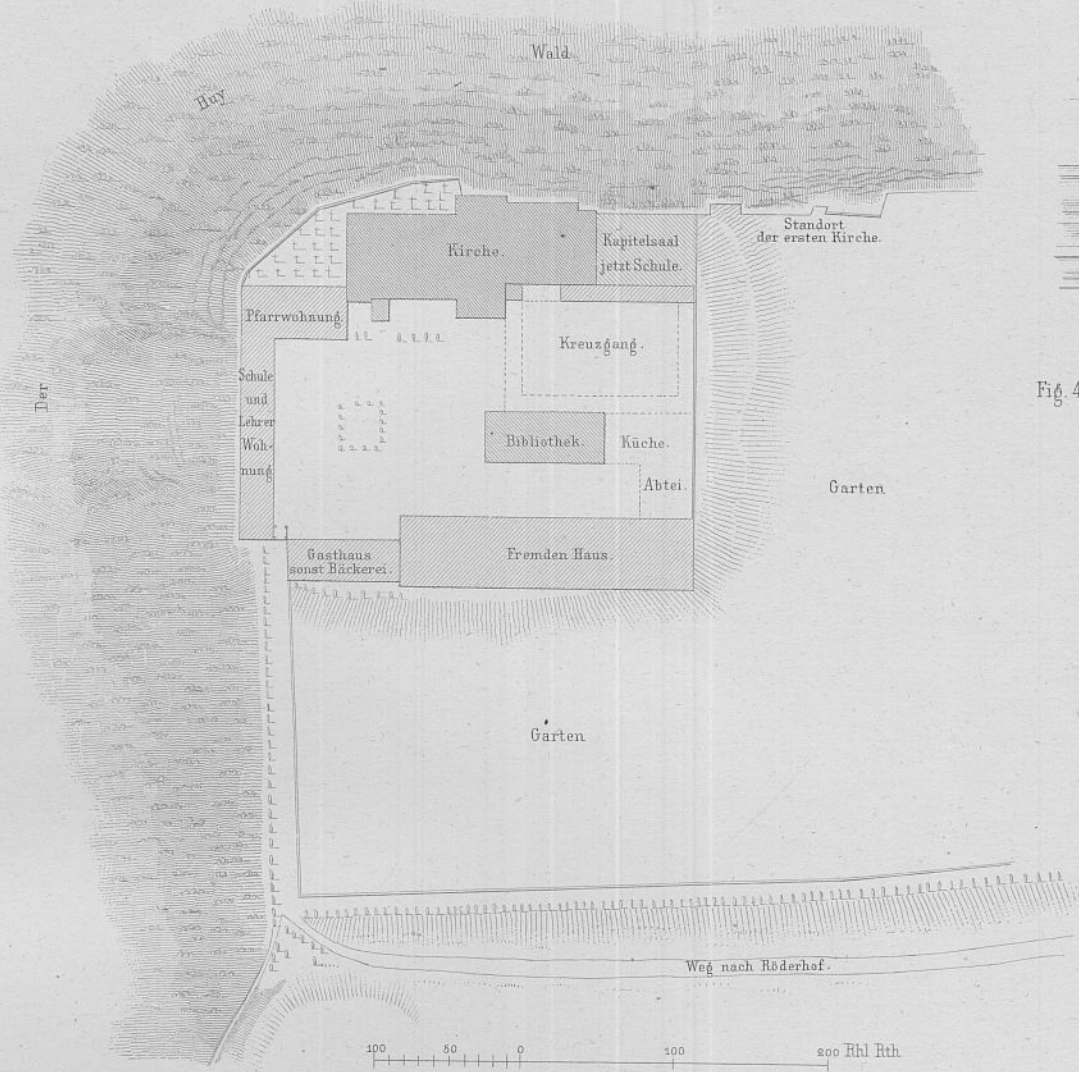 Wald
Huy
Der
Standort
der ersten Kirche.
Kirche.
Kapitelsaal
jetzt Schule.
Pfarrwohnung.
Kreuzgang.
Schule
und
Lehrer
Woh-
nung
Fig. 4
Bibliothek.
Küche.
Abtei.
Garten
Gasthaus
sonst Bäckerei.
Fremden Haus.
Garten
Weg nach Röderhof.
100 50 0 100 200 Rhl Rth